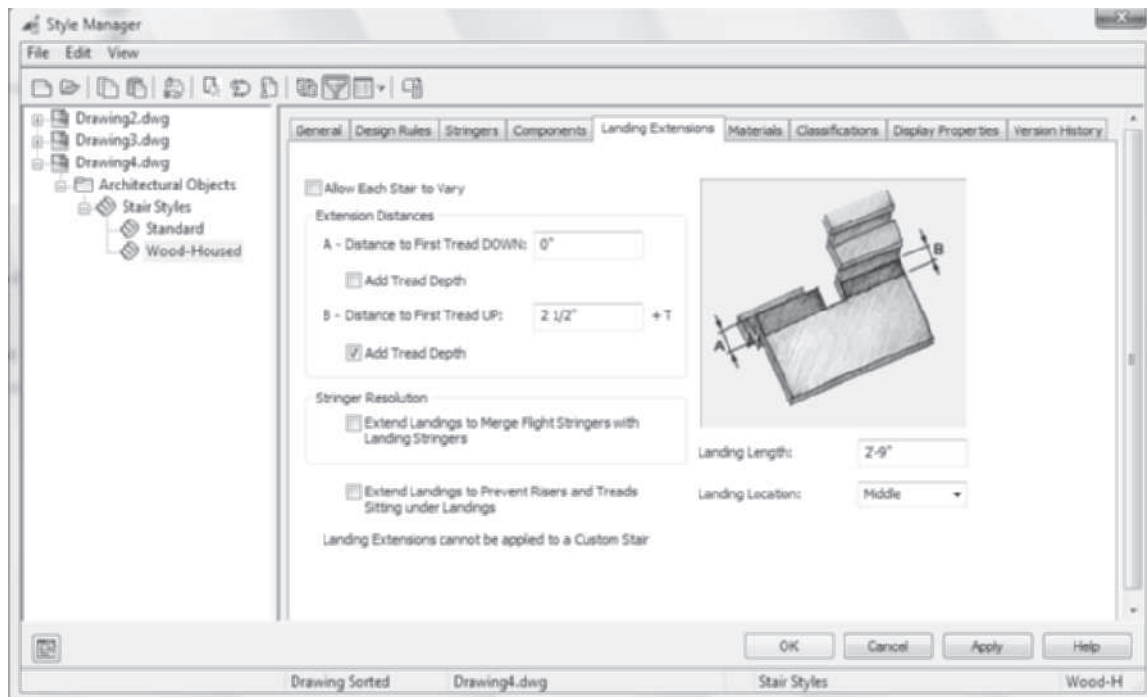 Style Manager
File Edit View
Drawing2.dwg
Drawing3.dwg
Drawing4.dwg
Architectural Objects
Stair Styles
Standard
Wood-Housed
General Design Rules Stringers Components Landing Extensions Materials Classifications Display Properties Version History
Allow Each Stair to Vary
Extension Distances
A - Distance to First Tread DOWN: 0"
Add Tread Depth
B - Distance to First Tread UP: 2 1/2" + T
Add Tread Depth
A
B
Stringer Resolution
Extend Landings to Merge Flight Stringers with
Landing Stringers
Landing Length: 2'-9"
Extend Landings to Prevent Risers and Treads
Sitting under Landings
Landing Location: Middle
Landing Extensions cannot be applied to a Custom Stair
OK Cancel Apply Help
Drawing Sorted Drawing4.dwg Stair Styles Wood-H